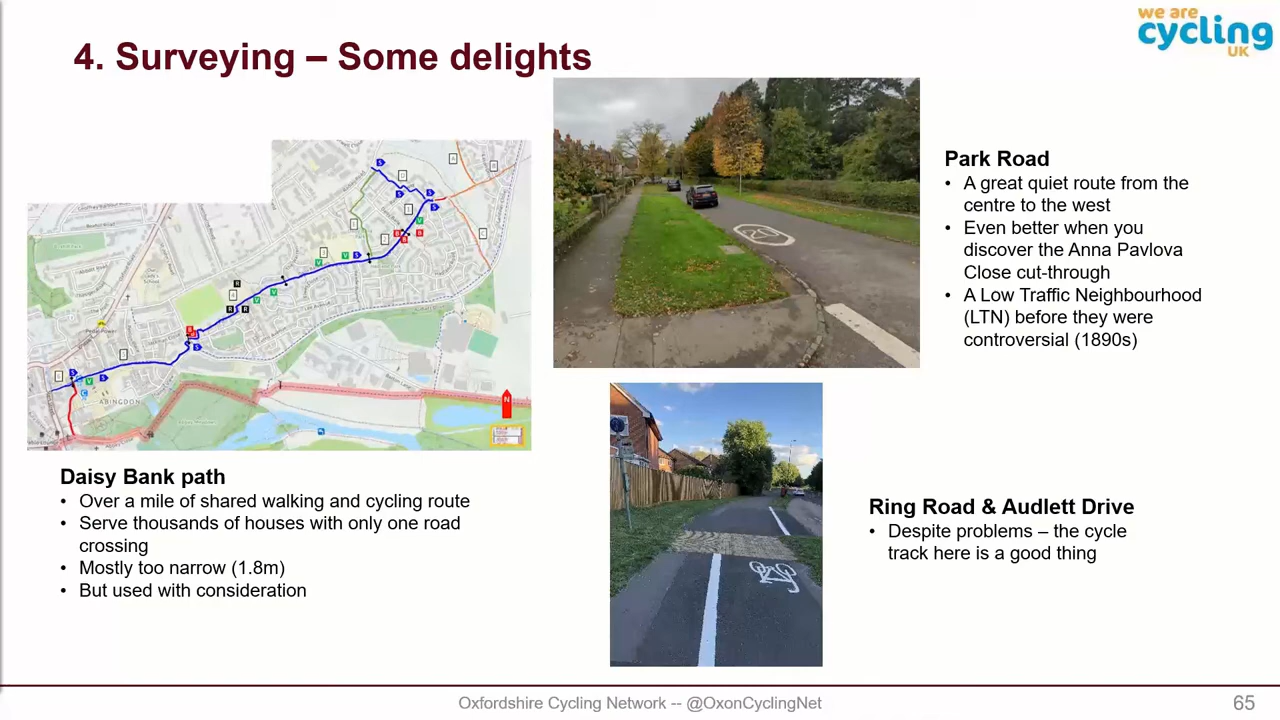 we are
cycling
UK
4. Surveying – Some delights
20
Park Road
• A great quiet route from the
centre to the west
• Even better when you
discover the Anna Pavlova
Close cut-through
• A Low Traffic Neighbourhood
(LTN) before they were
controversial (1890s)
ABINGDON
N
Daisy Bank path
• Over a mile of shared walking and cycling route
• Serve thousands of houses with only one road
crossing
• Mostly too narrow (1.8m)
• But used with consideration
Ring Road & Audlett Drive
• Despite problems – the cycle
track here is a good thing
Oxfordshire Cycling Network -- @OxonCyclingNet
65